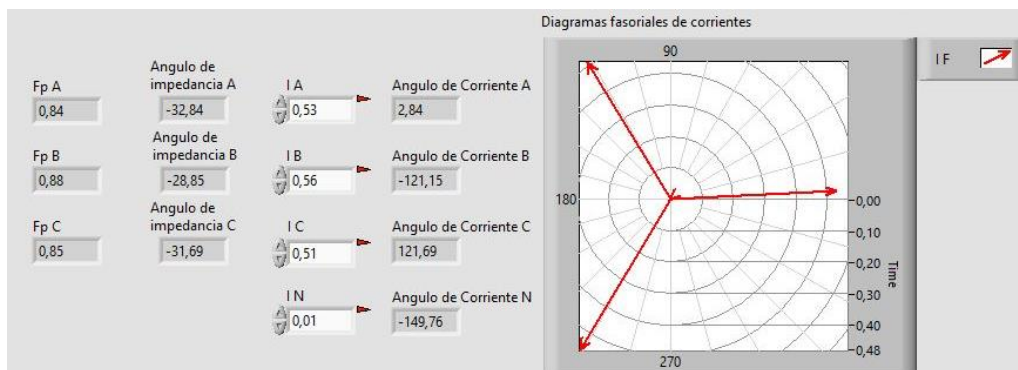 Diagramas fasoriales de corrientes
Fp A
0,84
Angulo de
impedancia A
-32,84
I A
0,53
Angulo de Corriente A
2,84
Fp B
0,88
Angulo de
impedancia B
-28,85
I B
0,56
Angulo de Corriente B
-121,15
Fp C
0,85
Angulo de
impedancia C
-31,69
I C
0,51
Angulo de Corriente C
121,69
I N
0,01
Angulo de Corriente N
-149,76
90
180
270
-0,00
-0,10
-0,20
-0,30
-0,40
-0,48
Time
I F